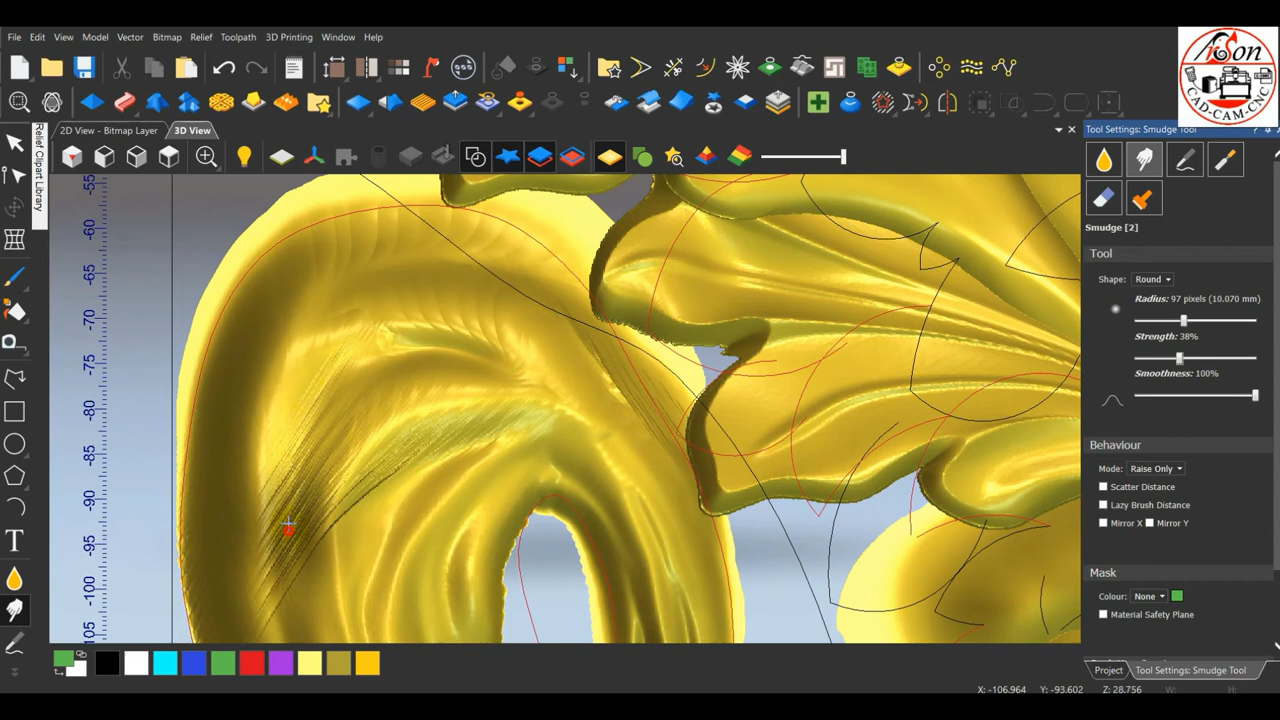 File Edit View Model Vector Bitmap Relief Toolpath 3D Printing Window Help
ArSon
CAD-CAM-CNC
Relief Clipart Library
2D View - Bitmap Layer 3D View
Tool Settings: Smudge Tool
Smudge [2]
Tool
Shape: Round
Radius: 97 pixels (10.070 mm)
Strength: 38%
Smoothness: 100%
Behaviour
Mode: Raise Only
Scatter Distance
Lazy Brush Distance
Mirror X Mirror Y
Mask
Colour: None
Material Safety Plane
-55
-60
-65
-70
-75
-80
-85
-90
-95
-100
105
Project Tool Settings: Smudge Tool
X: -106.964 Y: -93.602 Z: 28.756 W: H: